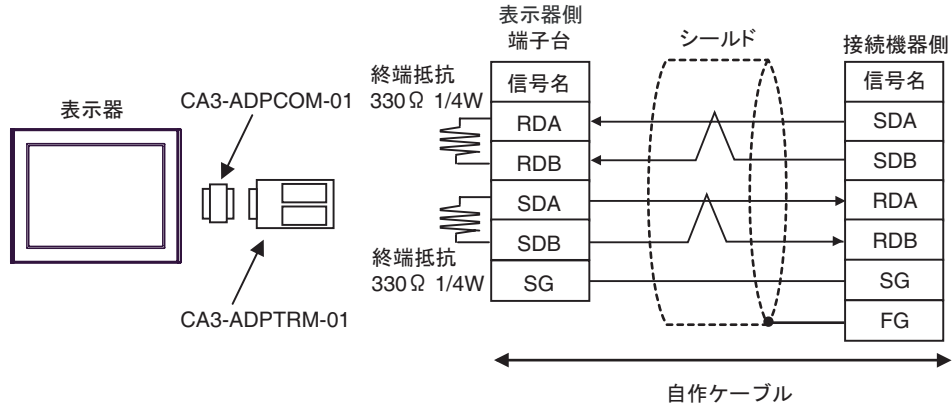 表示器
CA3-ADPCOM-01
CA3-ADPTRM-01
終端抵抗
330Ω 1/4W
終端抵抗
330Ω 1/4W
表示器側
端子台
信号名
RDA
RDB
SDA
SDB
SG
シールド
接続機器側
信号名
SDA
SDB
RDA
RDB
SG
FG
自作ケーブル